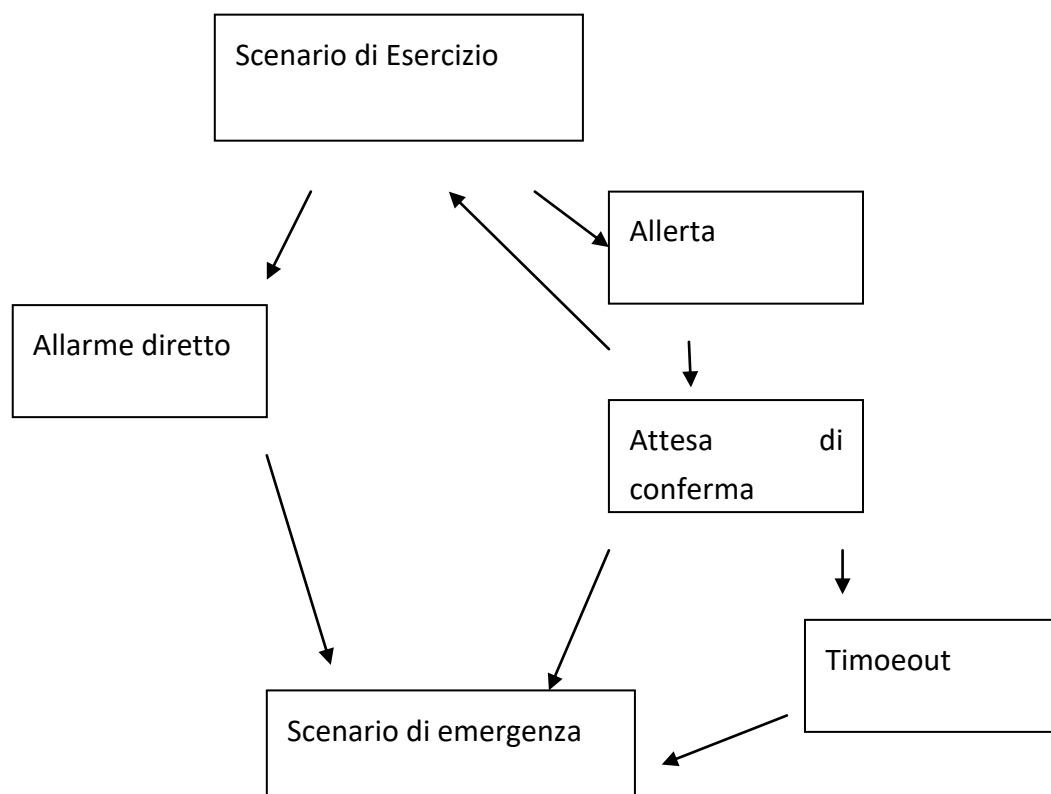 Scenario di Esercizio
Allerta
Allarme diretto
Attesa di
conferma
Timoeout
Scenario di emergenza